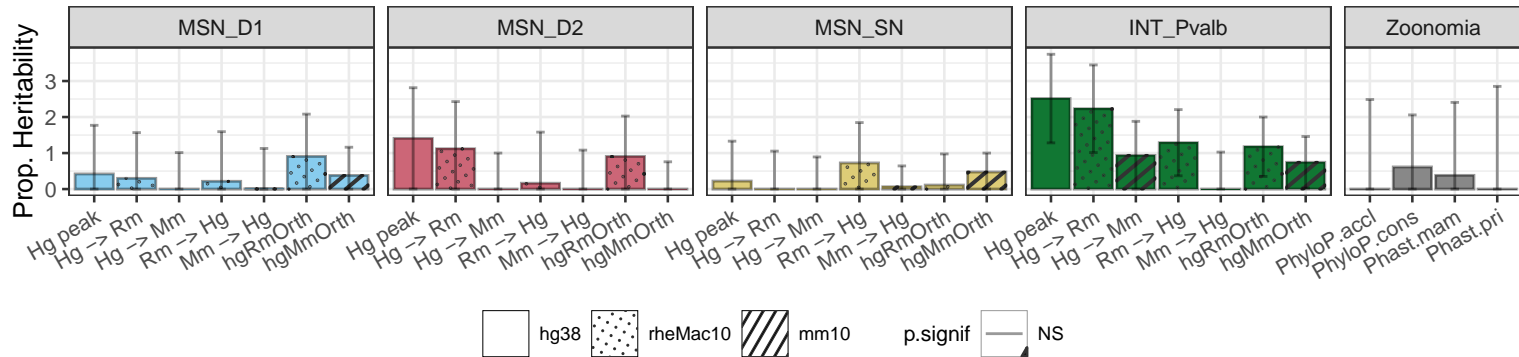 MSN_D1
MSN_D2
MSN_SN
INT_Pvalb
Zoonomia
Prop. Heritability
3
2
1
0
Hg peak
Hg −> Rm
Hg −> Mm
Rm −> Hg
Mm −> Hg
hgRmOrth
hgMmOrth
Hg peak
Hg −> Rm
Hg −> Mm
Rm −> Hg
Mm −> Hg
hgRmOrth
hgMmOrth
Hg peak
Hg −> Rm
Hg −> Mm
Rm −> Hg
Mm −> Hg
hgRmOrth
hgMmOrth
Hg peak
Hg −> Rm
Hg −> Mm
Rm −> Hg
Mm −> Hg
hgRmOrth
hgMmOrth
PhyloP.accl
PhyloP.cons
Phast.mam
Phast.pri
hg38
rheMac10
mm10
p.signif
NS